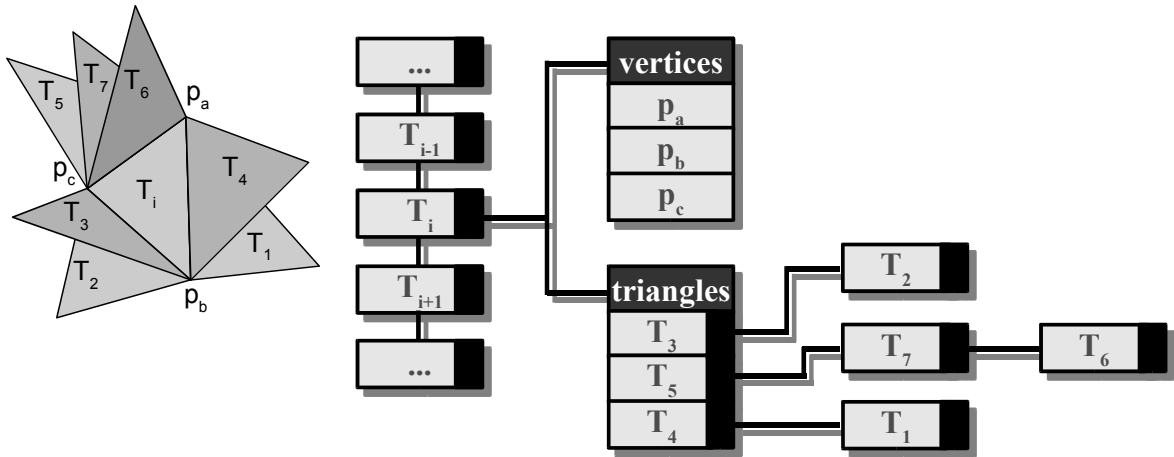 T5
T7
T6
pa
pc
Ti
T4
T3
T2
T1
pb
...
Ti-1
Ti
Ti+1
...
vertices
pa
pb
pc
triangles
T3
T5
T4
T2
T7
T6
T1